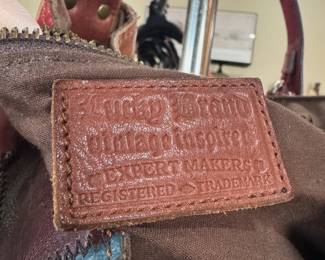 Lucky Brand
vintage inspired
EXPERT MAKERS
REGISTERED TRADEMARK